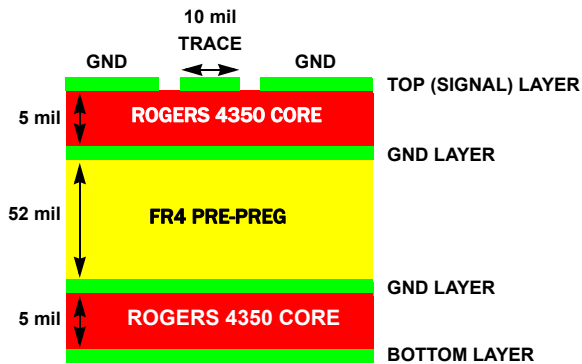 10 mil
TRACE
GND
GND
TOP (SIGNAL) LAYER
5 mil
ROGERS 4350 CORE
GND LAYER
52 mil
FR4 PRE-PREG
GND LAYER
5 mil
ROGERS 4350 CORE
BOTTOM LAYER